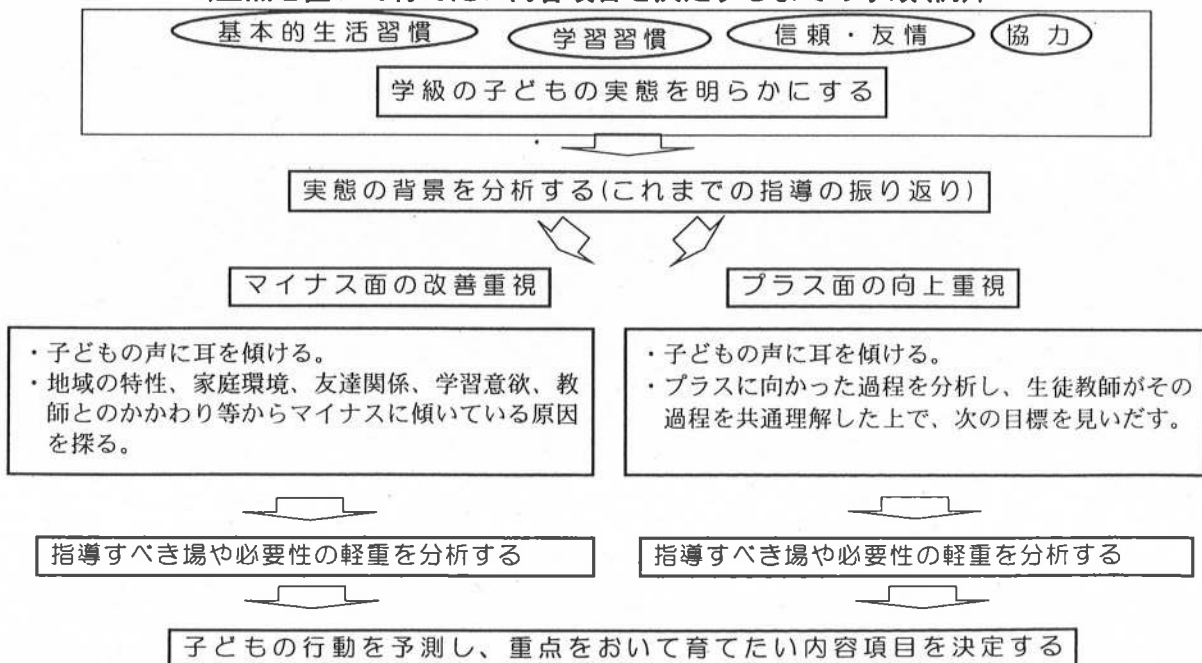 基本的生活習慣
学習習慣
信頼・友情
協力
学級の子どもの実態を明らかにする
実態の背景を分析する(これまでの指導の振り返り)
マイナス面の改善重視
プラス面の向上重視
・子どもの声に耳を傾ける。
・地域の特性、家庭環境、友達関係、学習意欲、教
師とのかかわり等からマイナスに傾いている原因
を探る。
・子どもの声に耳を傾ける。
・プラスに向かった過程を分析し、生徒教師がその
過程を共通理解した上で、次の目標を見いだす。
指導すべき場や必要性の軽重を分析する
指導すべき場や必要性の軽重を分析する
子どもの行動を予測し、重点をおいて育てたい内容項目を決定する